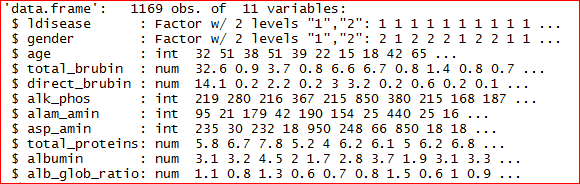 'data.frame':   1169 obs. of  11 variables:
 $ ldisease      : Factor w/ 2 levels "1","2": 1 1 1 1 1 1 1 1 1 1 ...
 $ gender        : Factor w/ 2 levels "1","2": 2 1 2 2 2 1 2 2 1 1 ...
 $ age           : int  32 51 38 51 39 22 15 18 42 65 ...
 $ total_brubin  : num  32.6 0.9 3.7 0.8 6.6 6.7 0.8 1.4 0.8 0.7 ...
 $ direct_brubin : num  14.1 0.2 2.2 0.2 3 3.2 0.2 0.6 0.2 0.1 ...
 $ alk_phos      : int  219 280 216 367 215 850 380 215 168 187 ...
 $ alam_amin     : int  95 21 179 42 190 154 25 440 25 16 ...
 $ asp_amin      : int  235 30 232 18 950 248 66 850 18 18 ...
 $ total_proteins: num  5.8 6.7 7.8 5.2 4 6.2 6.1 5 6.2 6.8 ...
 $ albumin       : num  3.1 3.2 4.5 2 1.7 2.8 3.7 1.9 3.1 3.3 ...
 $ alb_glob_ratio: num  1.1 0.8 1.3 0.6 0.7 0.8 1.5 0.6 1 0.9 ...